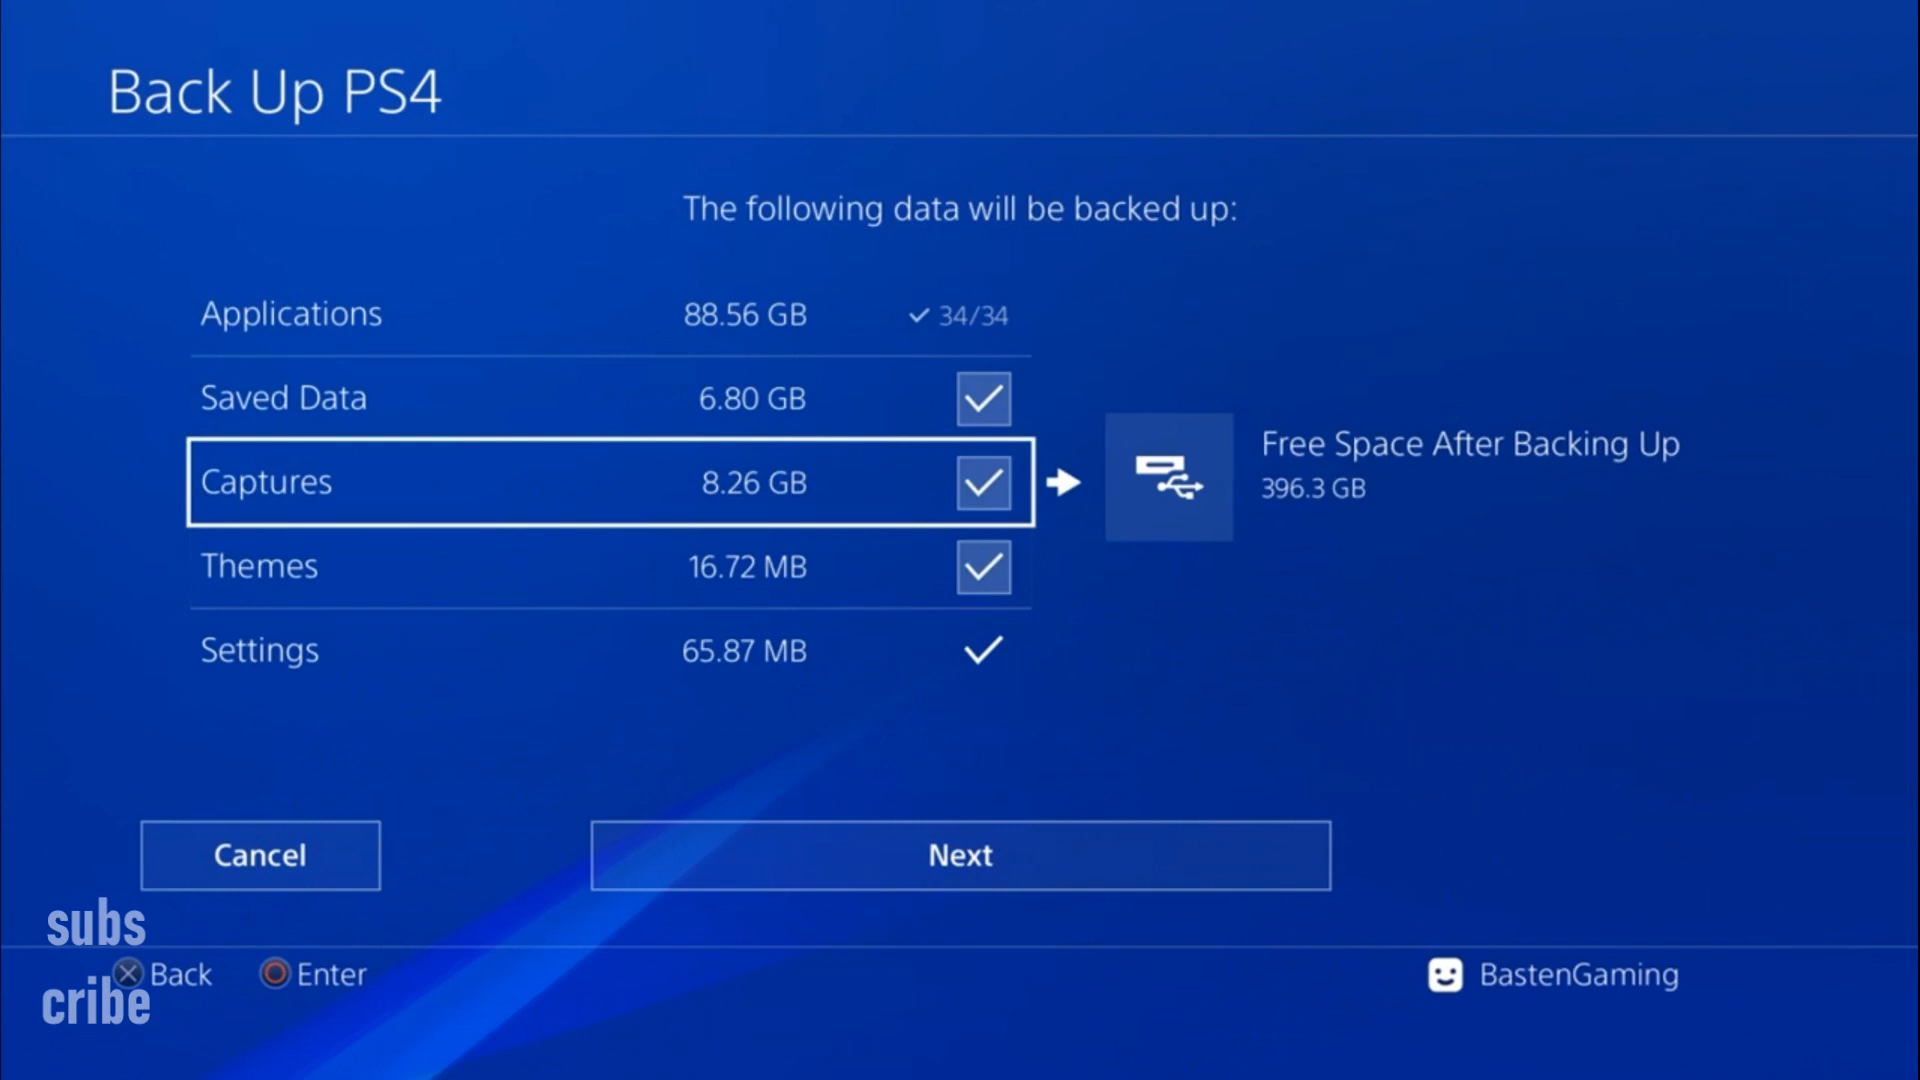 Back Up PS4
The following data will be backed up:
Applications 88.56 GB ✓ 34/34
Saved Data 6.80 GB
Captures 8.26 GB
Themes 16.72 MB
Settings 65.87 MB
Free Space After Backing Up
396.3 GB
Cancel Next
subs
cribe
Back Enter BastenGaming